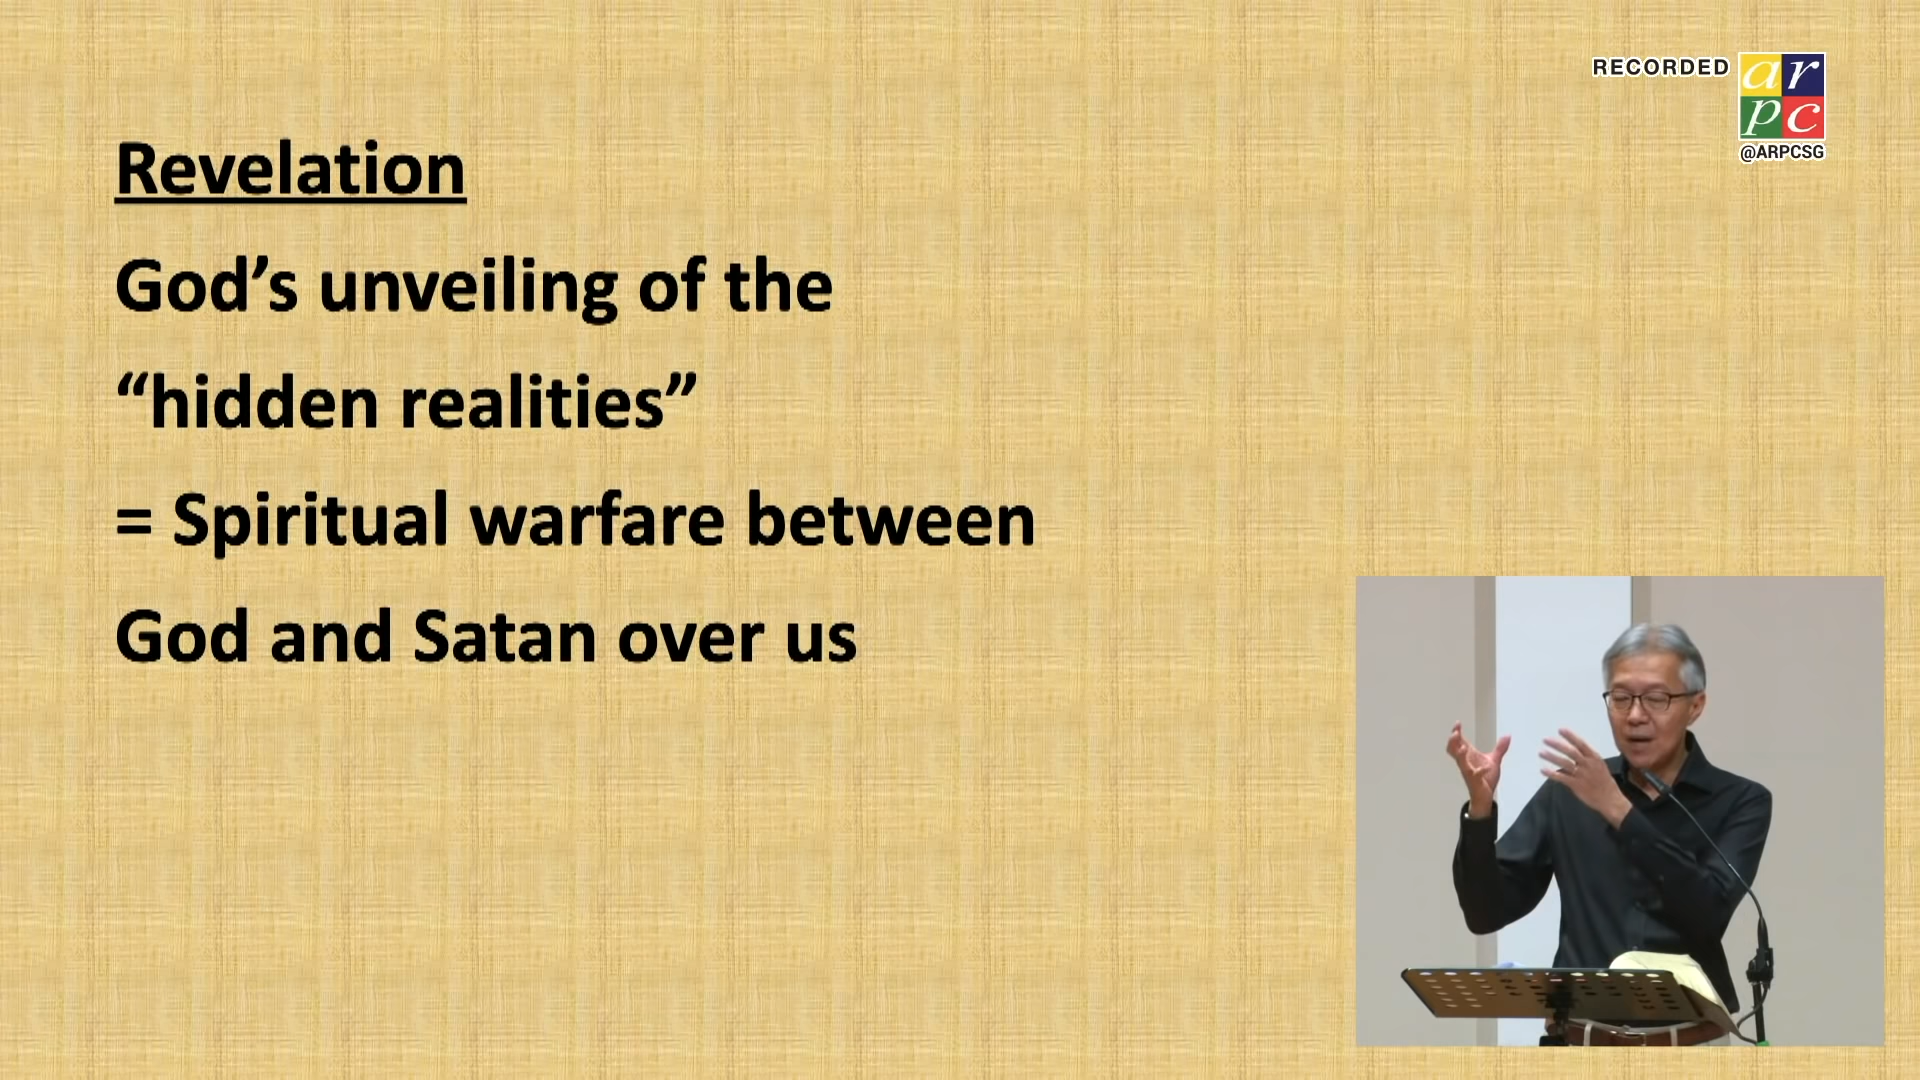 RECORDED
ar
pc
@ARPCSG
Revelation
God’s unveiling of the
“hidden realities”
= Spiritual warfare between
God and Satan over us